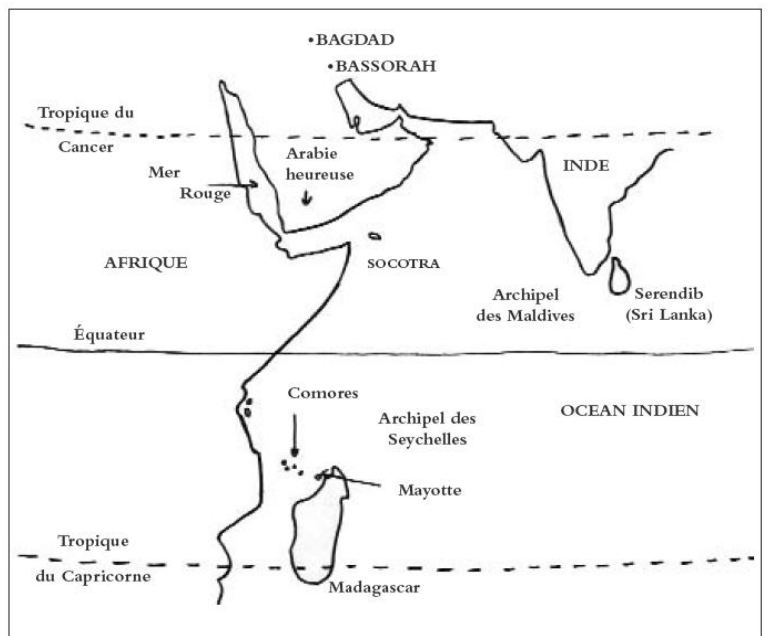 •BAGDAD
•BASSORAH
Tropique du
Cancer
Mer
Rouge
Arabie
heureuse
INDE
AFRIQUE
SOCOTRA
Archipel
des Maldives
Serendib
(Sri Lanka)
Équateur
Comores
Archipel des
Seychelles
OCEAN INDIEN
Mayotte
Tropique
du Capricorne
Madagascar